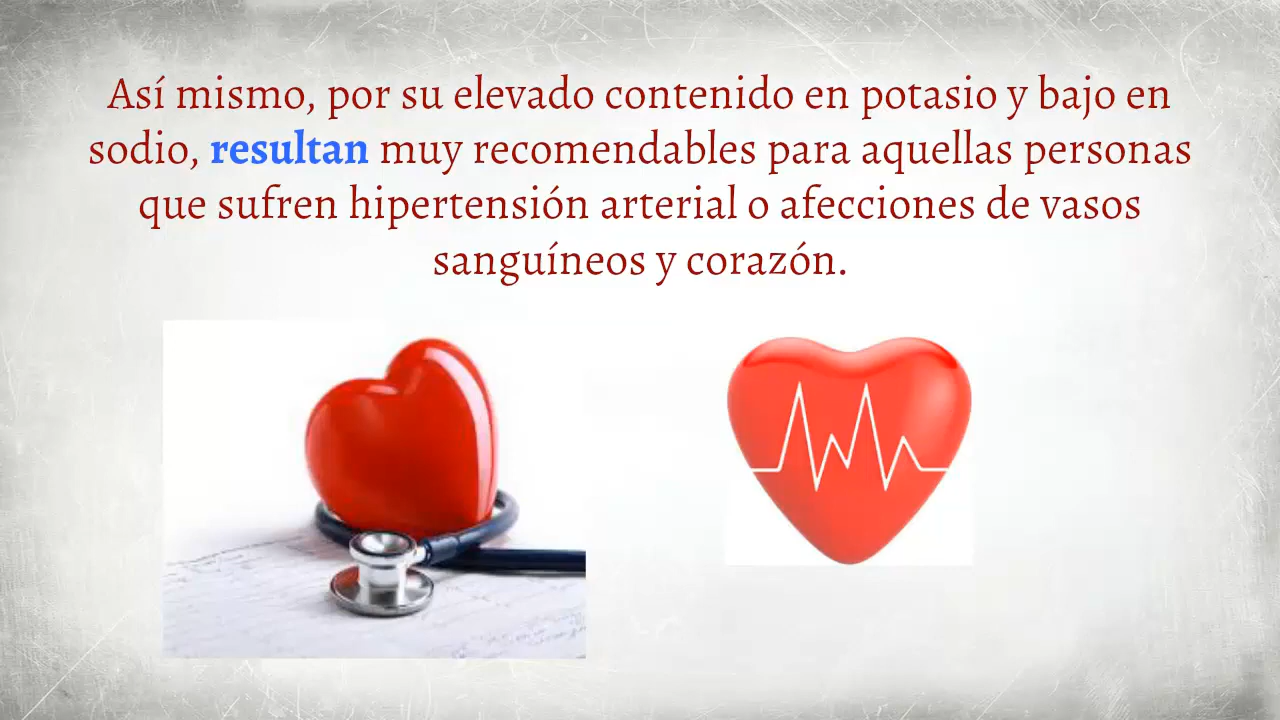 Así mismo, por su elevado contenido en potasio y bajo en
sodio, resultan muy recomendables para aquellas personas
que sufren hipertensión arterial o afecciones de vasos
sanguíneos y corazón.